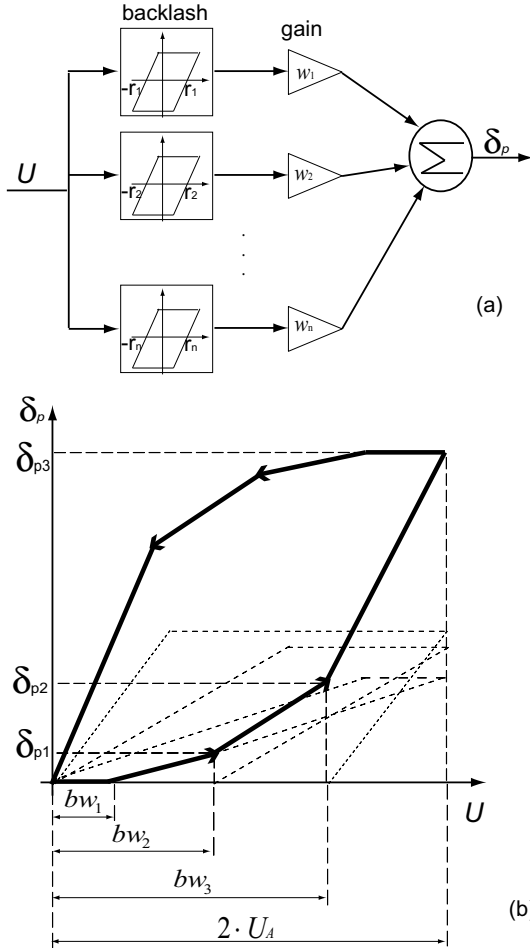 backlash
gain
-r₁ r₁
w₁
U
-r₂ r₂
w₂
Σ
δₚ
-rₙ rₙ
wₙ
(a)
δₚ
δp3
δp2
δp1
bw₁
U
bw₂
bw₃
2 · U_A
(b